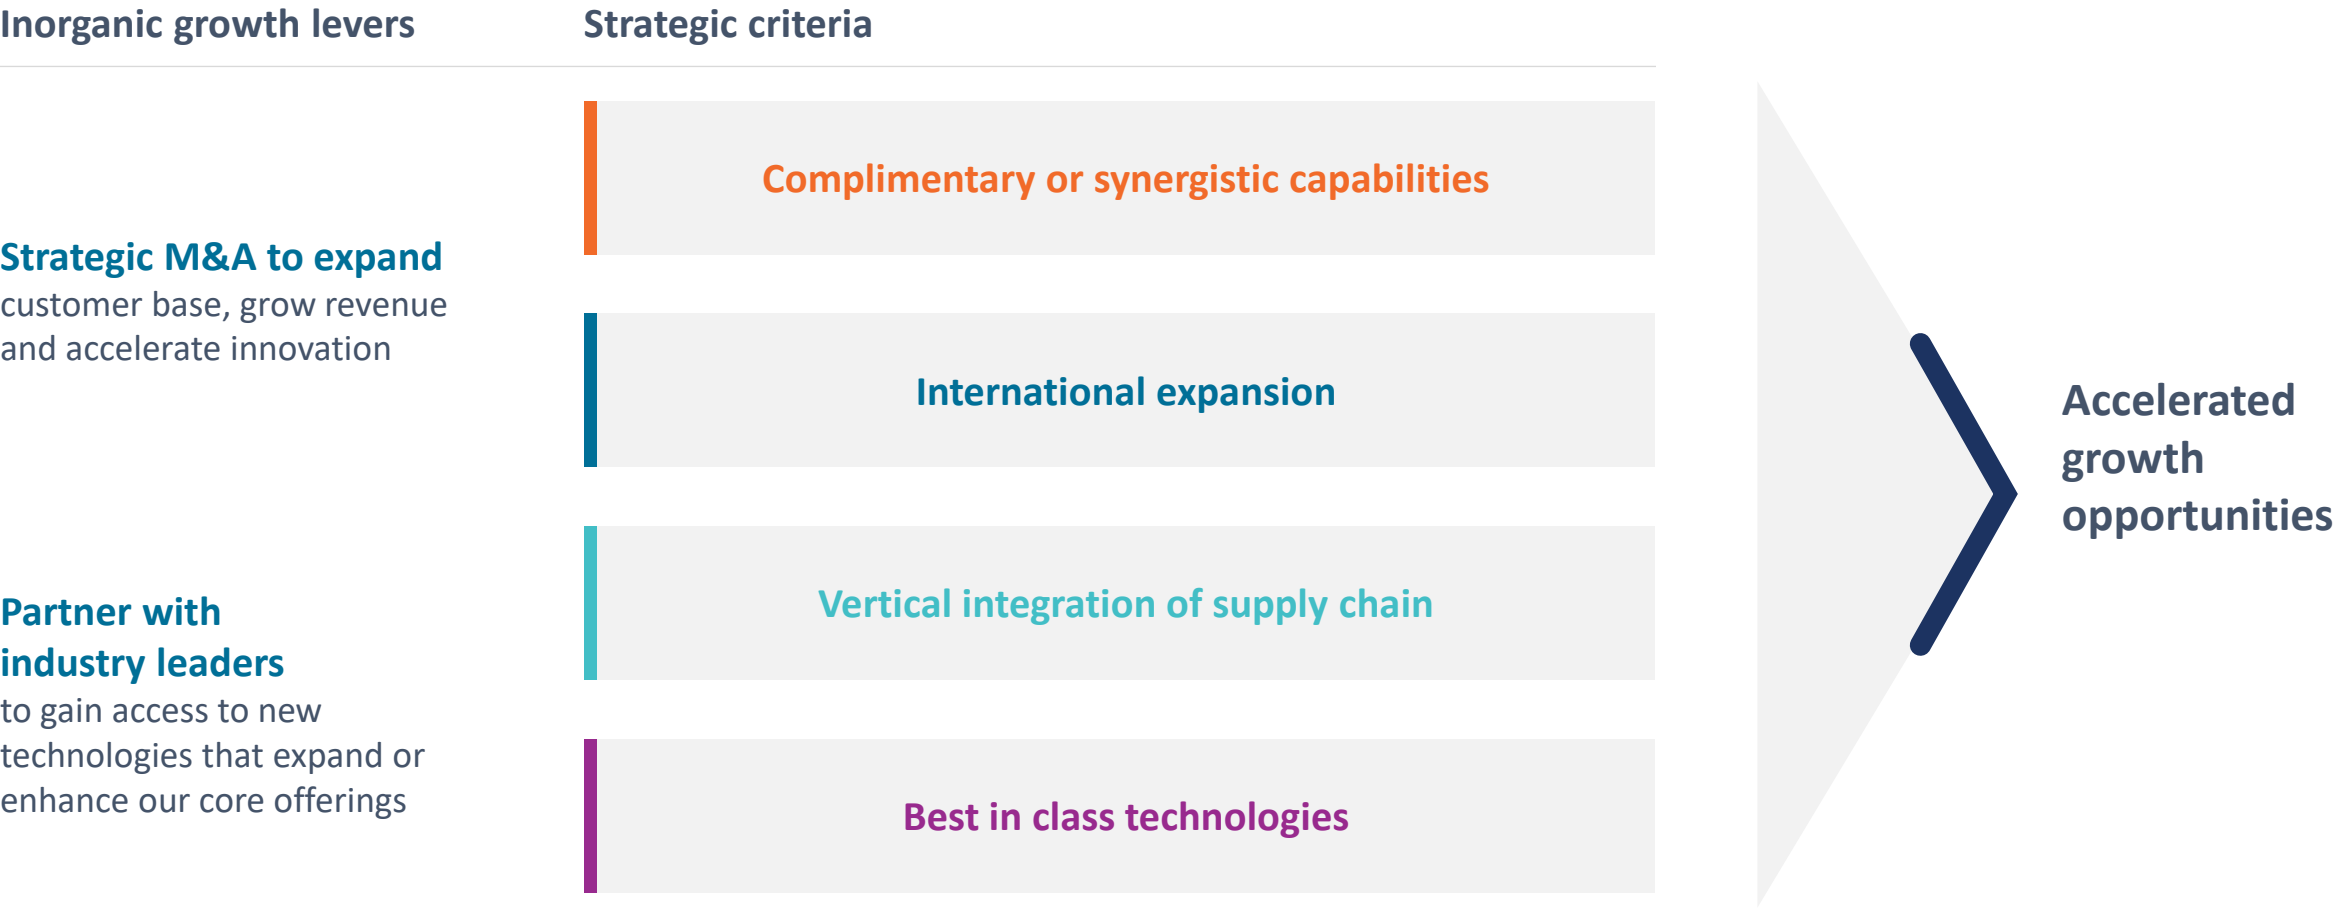 Inorganic growth levers
Strategic criteria
Strategic M&A to expand
customer base, grow revenue
and accelerate innovation
Partner with
industry leaders
to gain access to new
technologies that expand or
enhance our core offerings
Complimentary or synergistic capabilities
International expansion
Vertical integration of supply chain
Best in class technologies
Accelerated
growth
opportunities